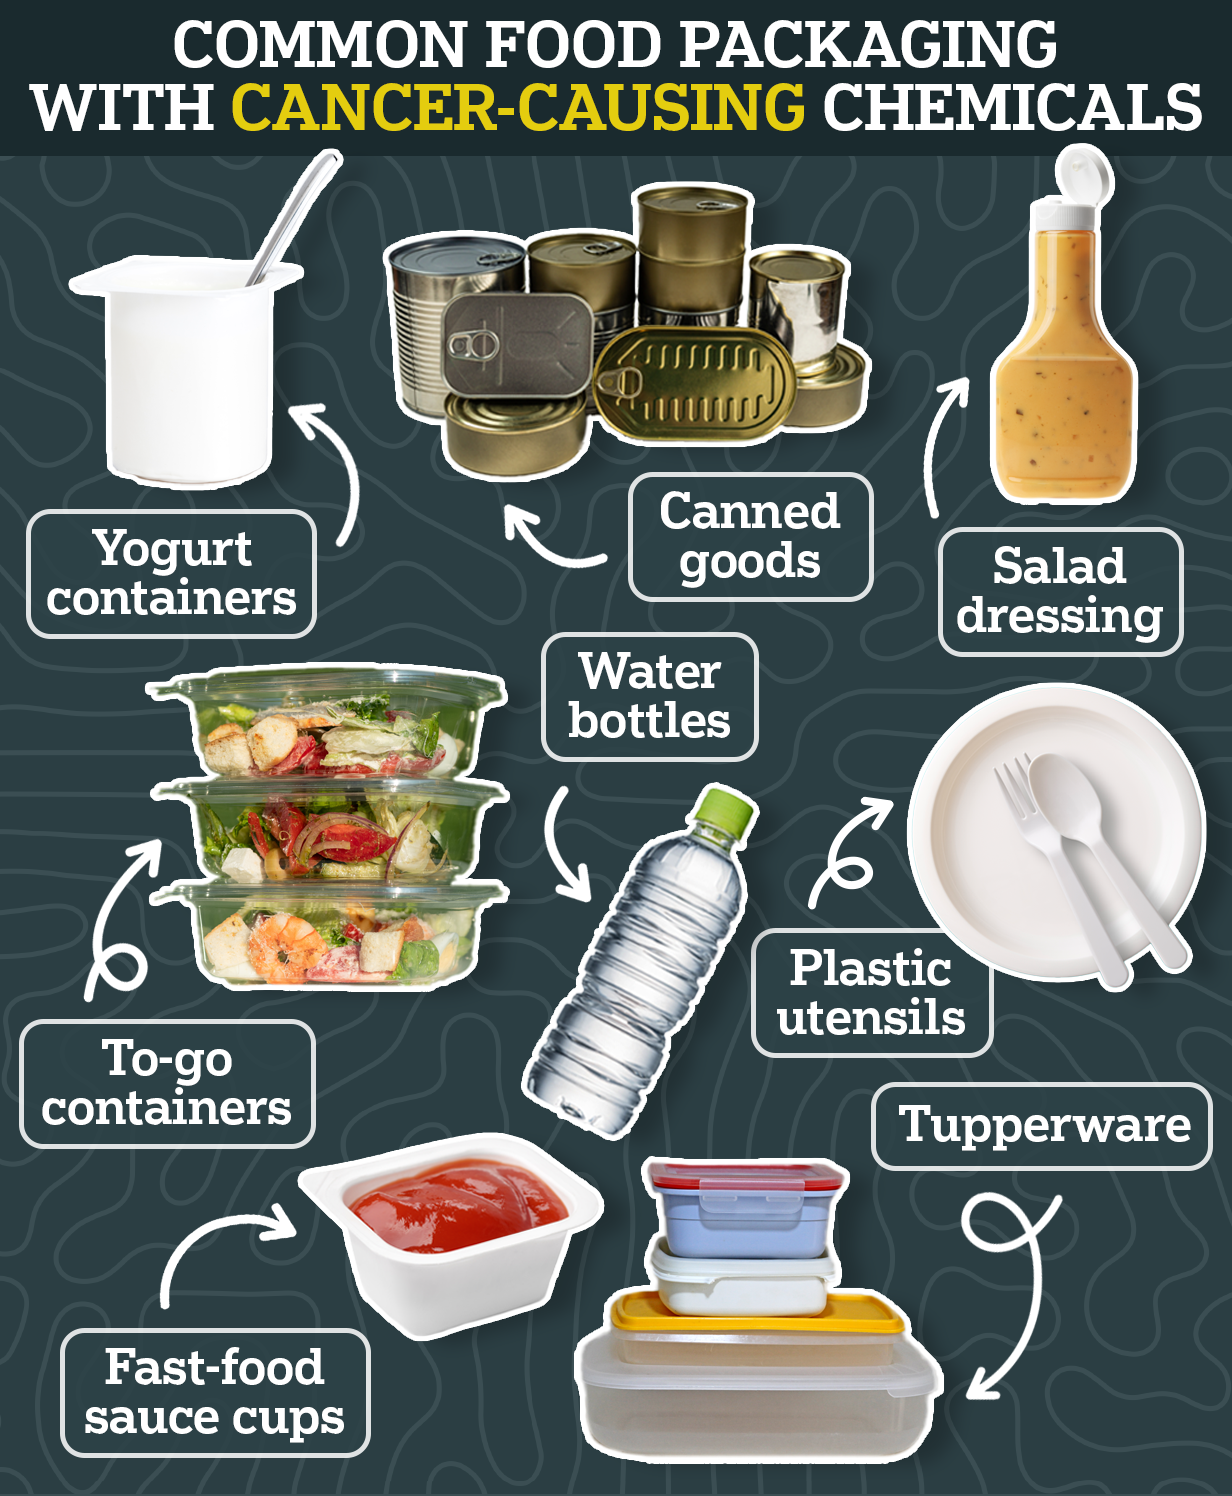 COMMON FOOD PACKAGING
WITH CANCER-CAUSING CHEMICALS
Yogurt
containers
Canned
goods
Salad
dressing
Water
bottles
Plastic
utensils
To-go
containers
Tupperware
Fast-food
sauce cups